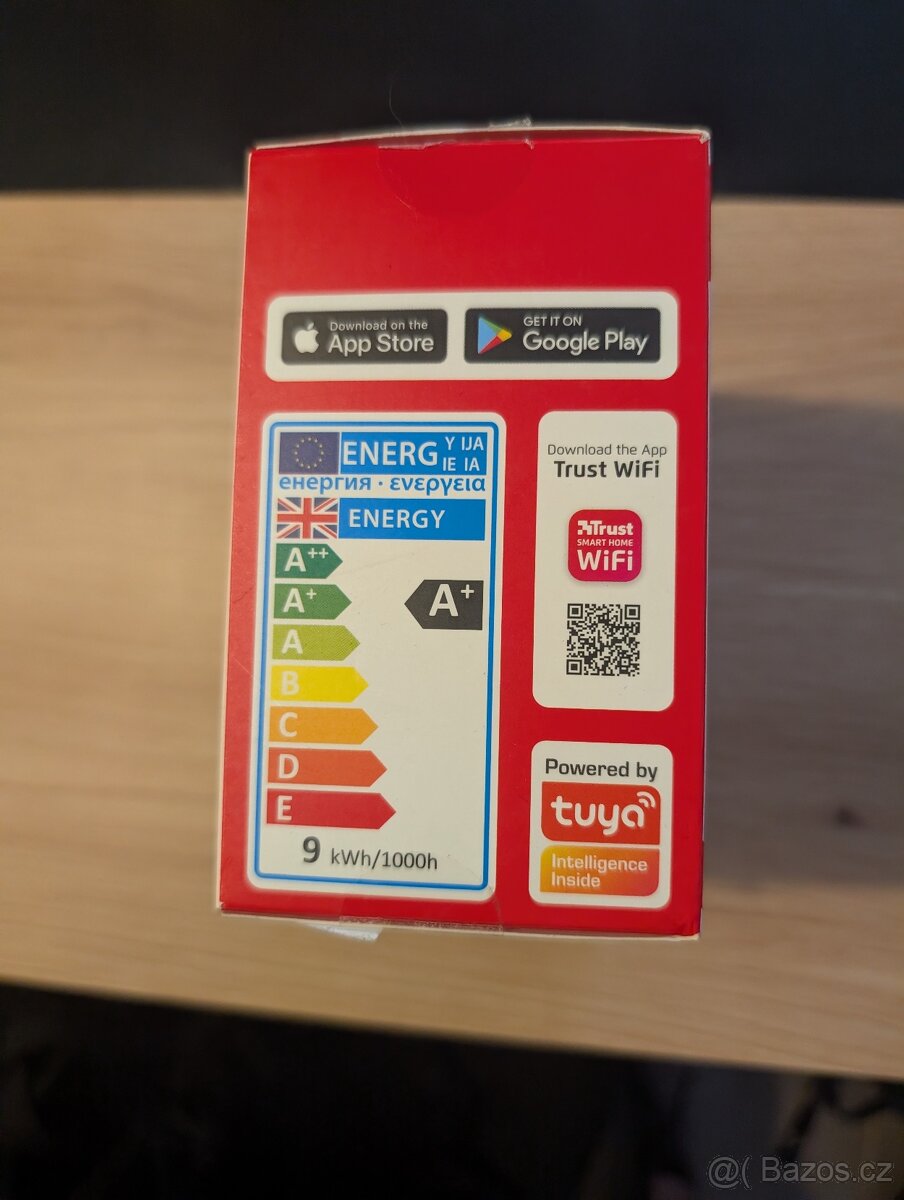 Download on the
App Store
GET IT ON
Google Play
ENERG Y IJA
IE IA
енергия · ενεργεια
ENERGY
A++
A+
A
B
C
D
E
A+
9 kWh/1000h
Download the App
Trust WiFi
Trust
SMART HOME
WiFi
Powered by
tuya
Intelligence
Inside
@( Bazos.cz